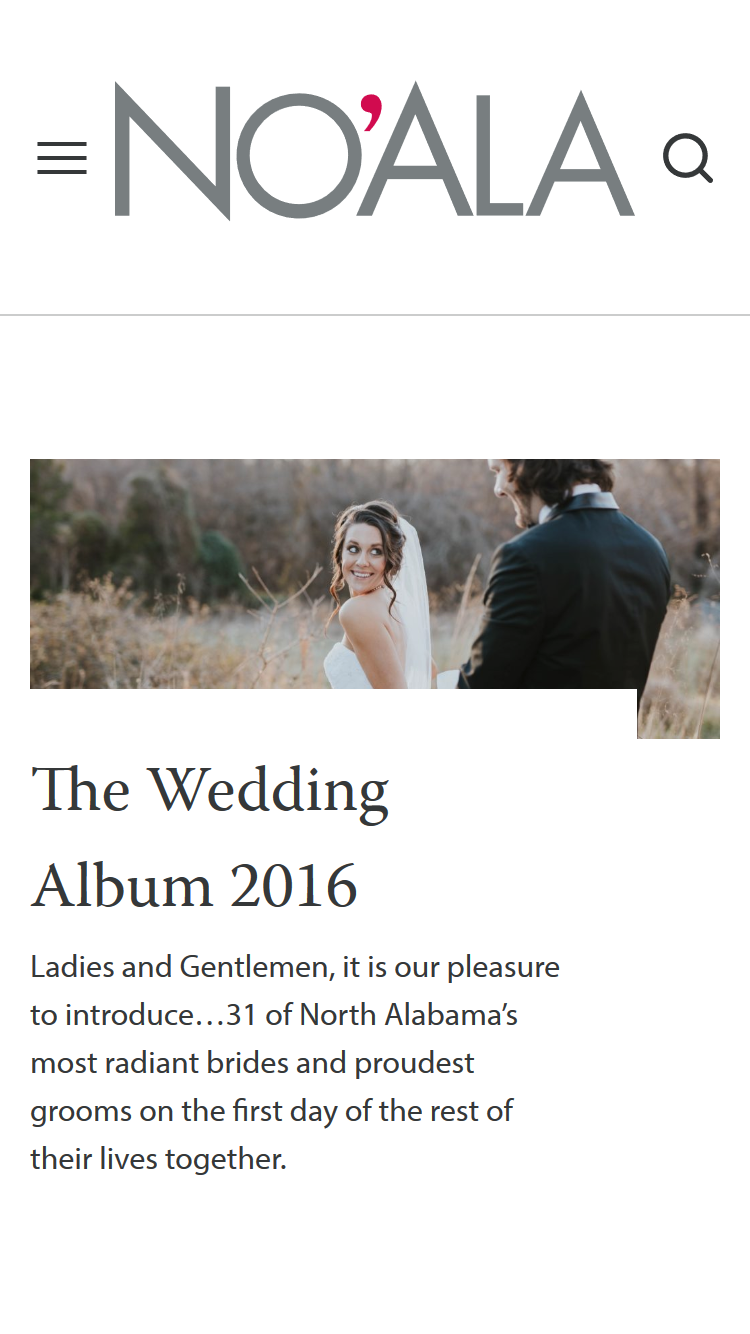 NO’ALA
The Wedding
Album 2016
Ladies and Gentlemen, it is our pleasure
to introduce…31 of North Alabama’s
most radiant brides and proudest
grooms on the first day of the rest of
their lives together.